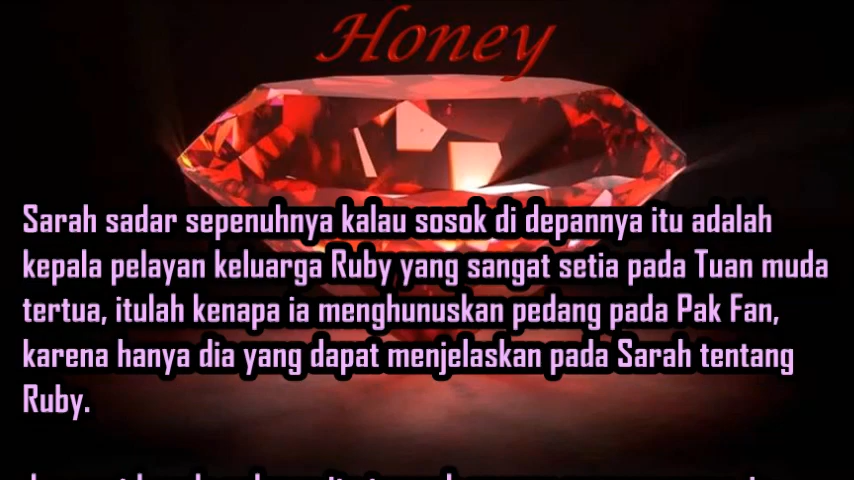 Honey
Sarah sadar sepenuhnya kalau sosok di depannya itu adalah
kepala pelayan keluarga Ruby yang sangat setia pada Tuan muda
tertua, itulah kenapa ia menghunuskan pedang pada Pak Fan,
karena hanya dia yang dapat menjelaskan pada Sarah tentang
Ruby.